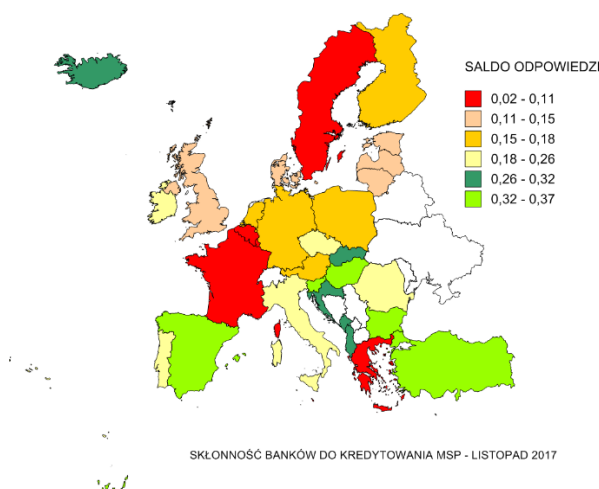 SALDO ODPOWIEDZI
0,02 - 0,11
0,11 - 0,15
0,15 - 0,18
0,18 - 0,26
0,26 - 0,32
0,32 - 0,37
SKŁONNOŚĆ BANKÓW DO KREDYTOWANIA MSP - LISTOPAD 2017